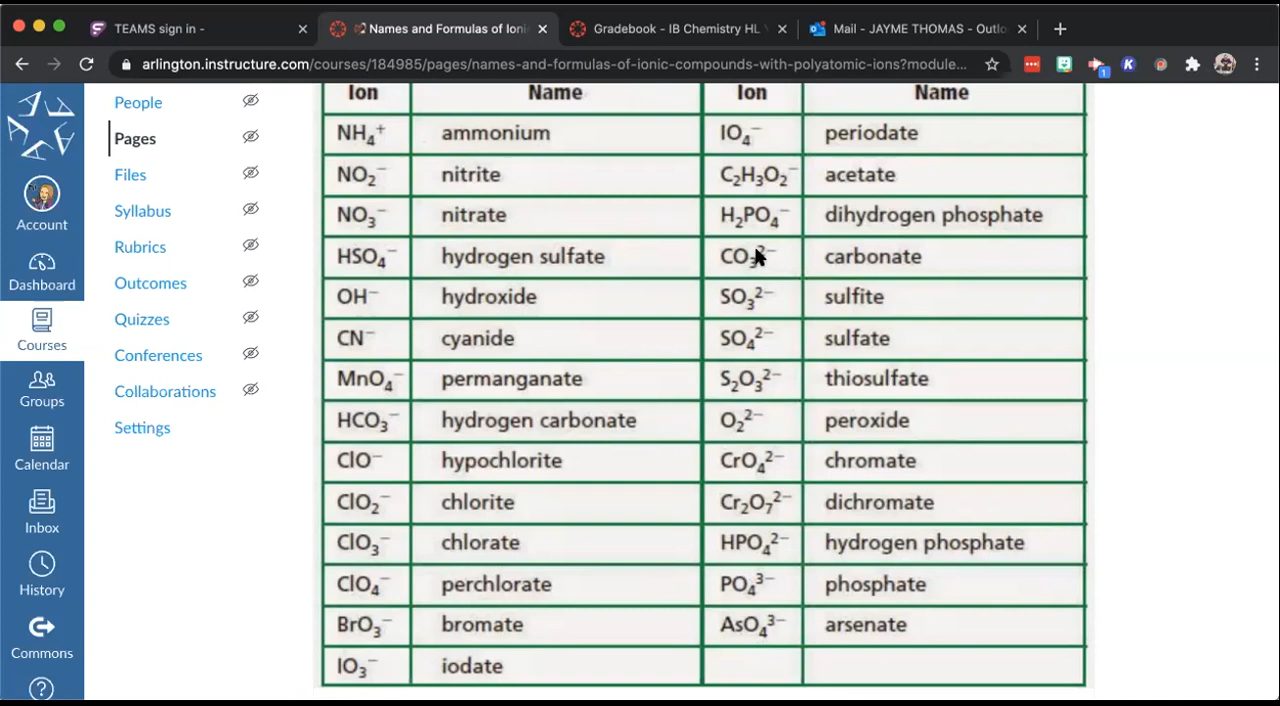 TEAMS sign in -
Names and Formulas of Ioni
Gradebook - IB Chemistry HL Y
Mail - JAYME THOMAS - Outlo
arlington.instructure.com/courses/184985/pages/names-and-formulas-of-ionic-compounds-with-polyatomic-ions?module...
1
K
Account
Dashboard
Courses
Groups
Calendar
Inbox
History
Commons
?
People
Pages
Files
Syllabus
Rubrics
Outcomes
Quizzes
Conferences
Collaborations
Settings
Ion Name Ion Name
NH₄⁺ ammonium IO₄⁻ periodate
NO₂⁻ nitrite C₂H₃O₂⁻ acetate
NO₃⁻ nitrate H₂PO₄⁻ dihydrogen phosphate
HSO₄⁻ hydrogen sulfate CO₃²⁻ carbonate
OH⁻ hydroxide SO₃²⁻ sulfite
CN⁻ cyanide SO₄²⁻ sulfate
MnO₄⁻ permanganate S₂O₃²⁻ thiosulfate
HCO₃⁻ hydrogen carbonate O₂²⁻ peroxide
ClO⁻ hypochlorite CrO₄²⁻ chromate
ClO₂⁻ chlorite Cr₂O₇²⁻ dichromate
ClO₃⁻ chlorate HPO₄²⁻ hydrogen phosphate
ClO₄⁻ perchlorate PO₄³⁻ phosphate
BrO₃⁻ bromate AsO₄³⁻ arsenate
IO₃⁻ iodate